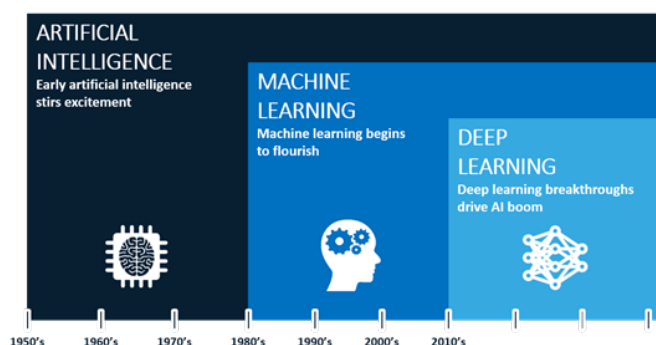 ARTIFICIAL
INTELLIGENCE
Early artificial intelligence
stirs excitement
MACHINE
LEARNING
Machine learning begins
to flourish
DEEP
LEARNING
Deep learning breakthroughs
drive AI boom
1950's 1960's 1970's 1980's 1990's 2000's 2010's